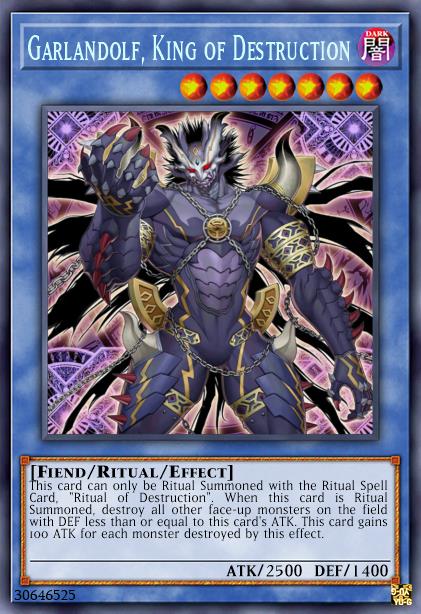 GARLANDOLF, KING OF DESTRUCTION
DARK
闇
[FIEND/RITUAL/EFFECT]
This card can only be Ritual Summoned with the Ritual Spell
Card, "Ritual of Destruction". When this card is Ritual
Summoned, destroy all other face-up monsters on the field
with DEF less than or equal to this card's ATK. This card gains
100 ATK for each monster destroyed by this effect.
ATK/2500 DEF/1400
30646525